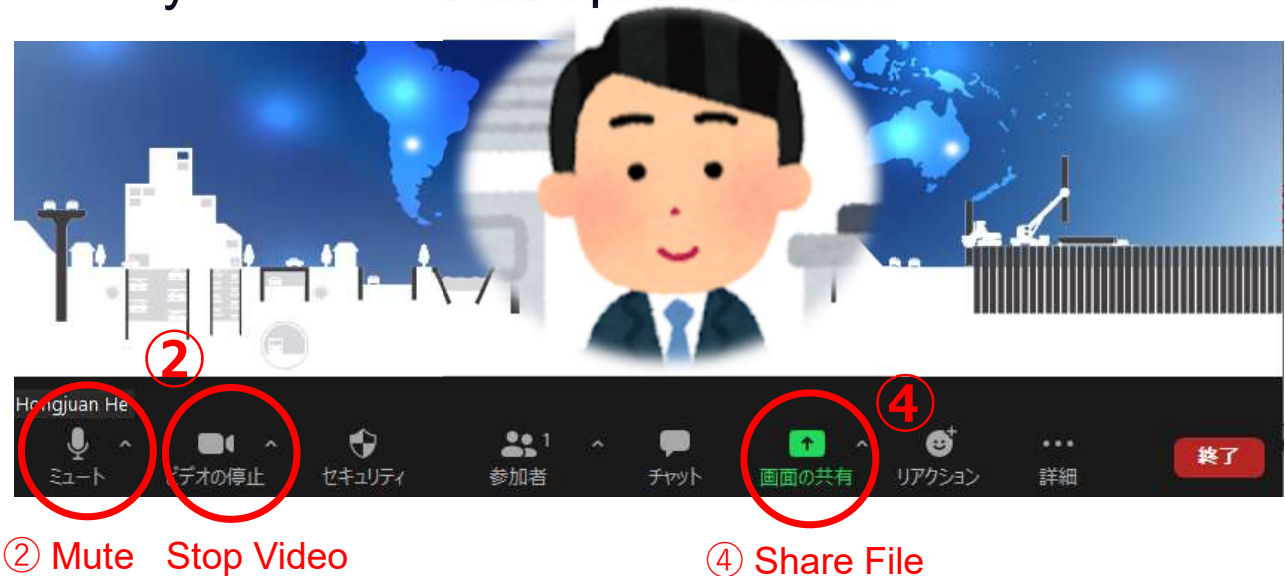 ②
④
Hongjuan He
1
ミュート ビデオの停止 セキュリティ 参加者 チャット 画面の共有 リアクション 詳細 終了
② Mute Stop Video ④ Share File